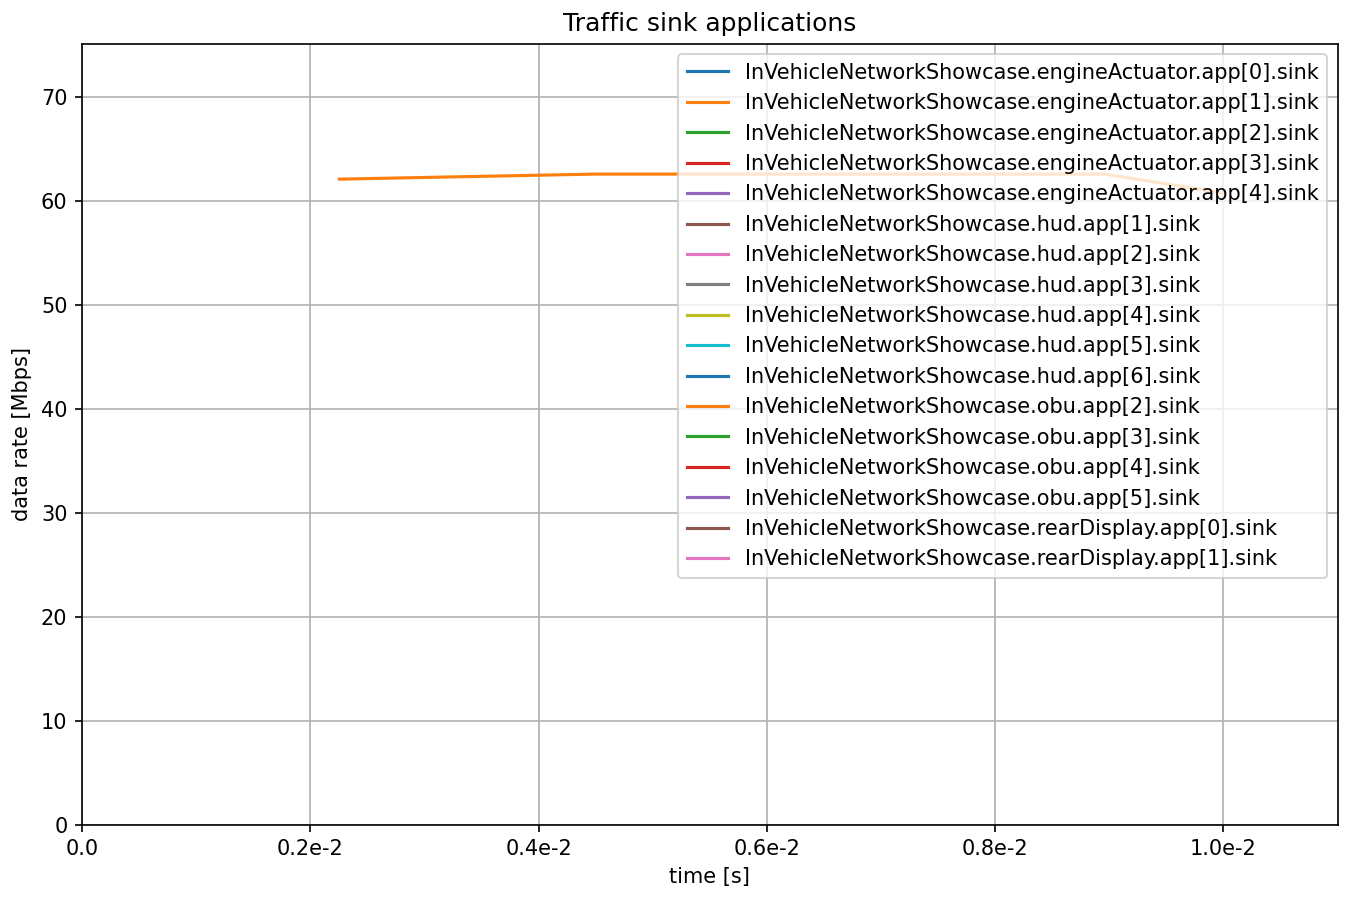 Traffic sink applications
InVehicleNetworkShowcase.engineActuator.app[0].sink
InVehicleNetworkShowcase.engineActuator.app[1].sink
InVehicleNetworkShowcase.engineActuator.app[2].sink
InVehicleNetworkShowcase.engineActuator.app[3].sink
InVehicleNetworkShowcase.engineActuator.app[4].sink
InVehicleNetworkShowcase.hud.app[1].sink
InVehicleNetworkShowcase.hud.app[2].sink
InVehicleNetworkShowcase.hud.app[3].sink
InVehicleNetworkShowcase.hud.app[4].sink
InVehicleNetworkShowcase.hud.app[5].sink
InVehicleNetworkShowcase.hud.app[6].sink
InVehicleNetworkShowcase.obu.app[2].sink
InVehicleNetworkShowcase.obu.app[3].sink
InVehicleNetworkShowcase.obu.app[4].sink
InVehicleNetworkShowcase.obu.app[5].sink
InVehicleNetworkShowcase.rearDisplay.app[0].sink
InVehicleNetworkShowcase.rearDisplay.app[1].sink
data rate [Mbps]
70
60
50
40
30
20
10
0
0.0 0.2e-2 0.4e-2 0.6e-2 0.8e-2 1.0e-2
time [s]